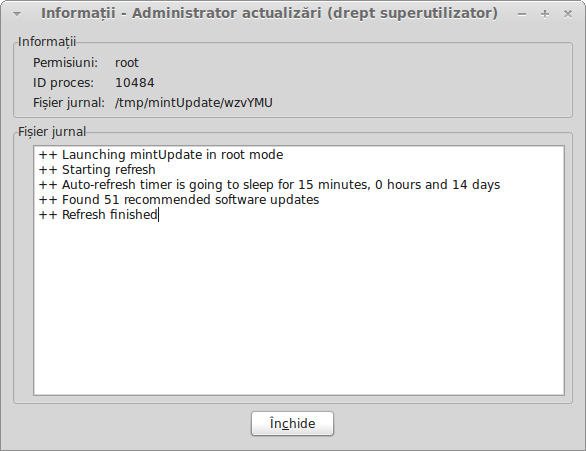 Informații - Administrator actualizări (drept superutilizator)
Informații
Permisiuni: root
ID proces: 10484
Fișier jurnal: /tmp/mintUpdate/wzvYMU
Fișier jurnal
++ Launching mintUpdate in root mode
++ Starting refresh
++ Auto-refresh timer is going to sleep for 15 minutes, 0 hours and 14 days
++ Found 51 recommended software updates
++ Refresh finished
Închide